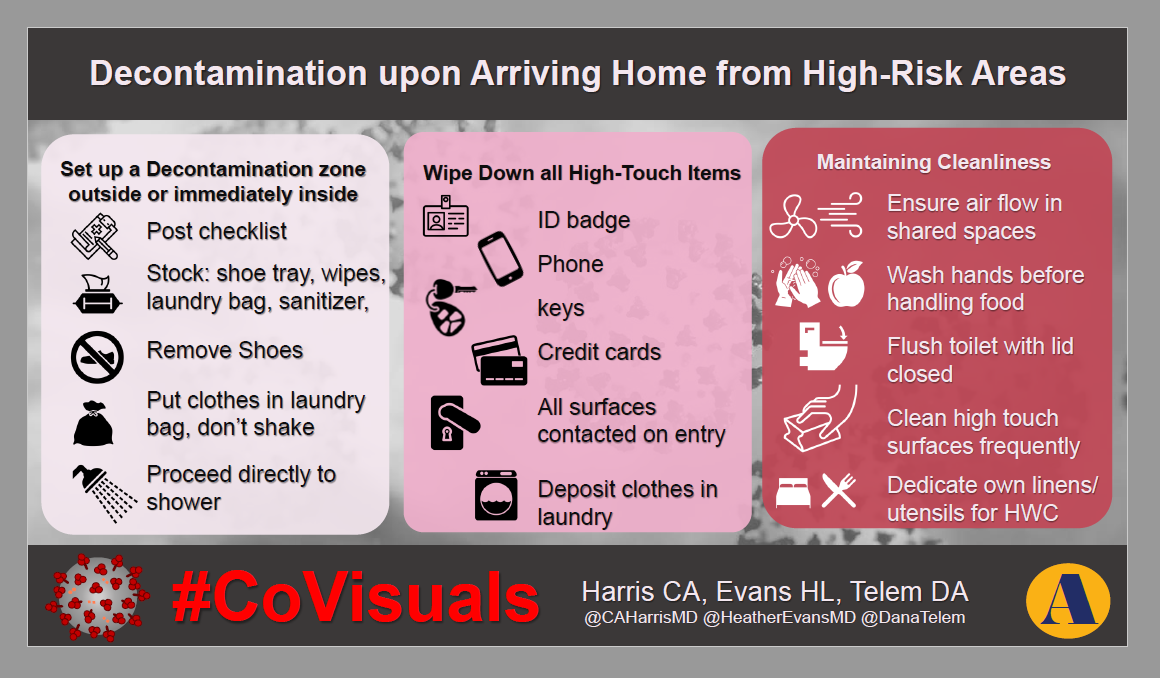 Decontamination upon Arriving Home from High-Risk Areas
Set up a Decontamination zone
outside or immediately inside
Post checklist
Stock: shoe tray, wipes,
laundry bag, sanitizer,
Remove Shoes
Put clothes in laundry
bag, don’t shake
Proceed directly to
shower
Wipe Down all High-Touch Items
ID badge
Phone
keys
Credit cards
All surfaces
contacted on entry
Deposit clothes in
laundry
Maintaining Cleanliness
Ensure air flow in
shared spaces
Wash hands before
handling food
Flush toilet with lid
closed
Clean high touch
surfaces frequently
Dedicate own linens/
utensils for HWC
#CoVisuals
Harris CA, Evans HL, Telem DA
@CAHarrisMD @HeatherEvansMD @DanaTelem
A